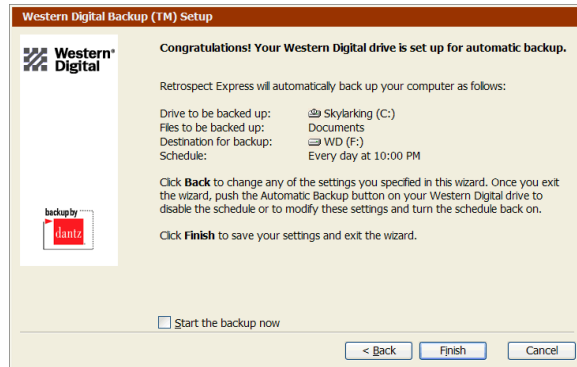 Western Digital Backup (TM) Setup
Western®
Digital
Congratulations! Your Western Digital drive is set up for automatic backup.
Retrospect Express will automatically back up your computer as follows:
Drive to be backed up: Skylarking (C:)
Files to be backed up: Documents
Destination for backup: WD (F:)
Schedule: Every day at 10:00 PM
Click Back to change any of the settings you specified in this wizard. Once you exit
the wizard, push the Automatic Backup button on your Western Digital drive to
disable the schedule or to modify these settings and turn the schedule back on.
Click Finish to save your settings and exit the wizard.
backup by
dantz
Start the backup now
< Back
Finish
Cancel